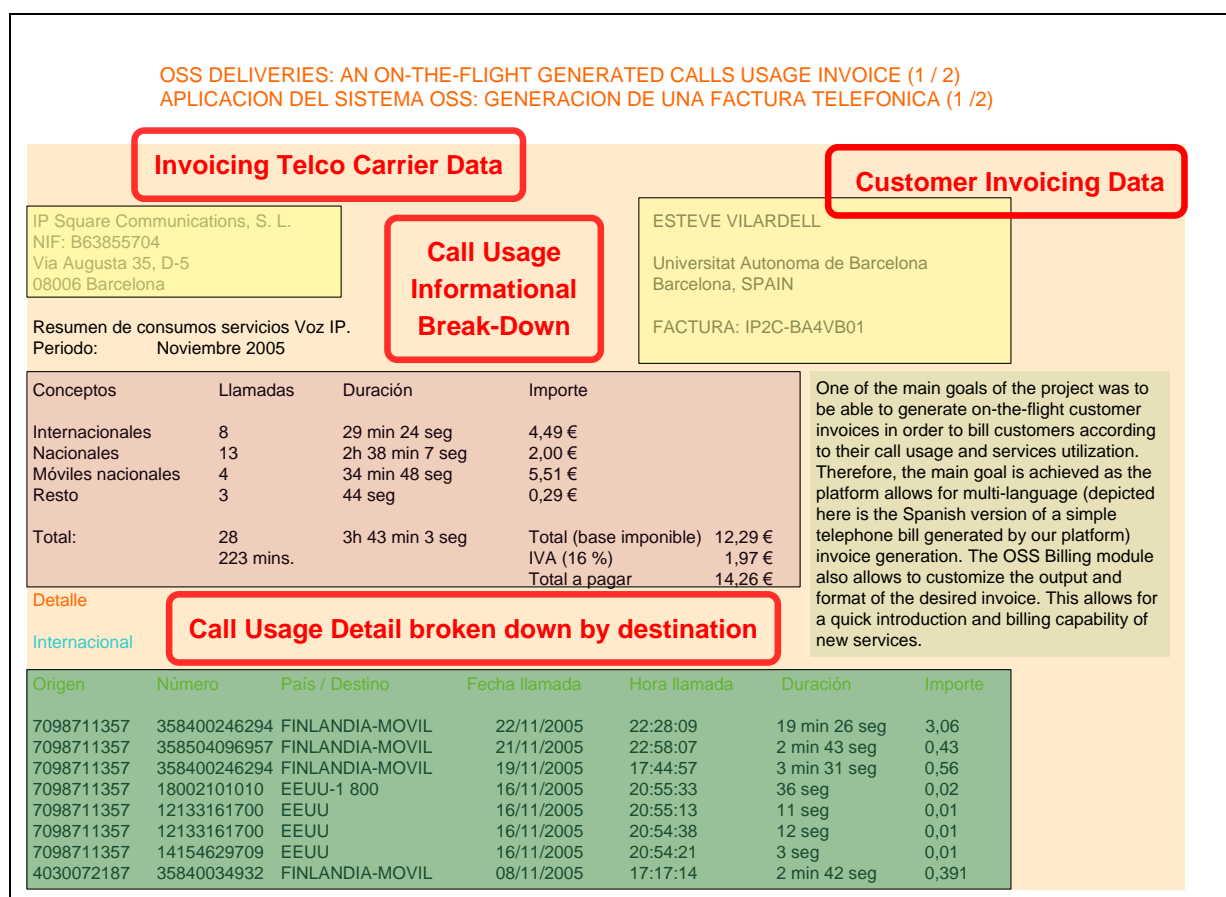 OSS DELIVERIES: AN ON-THE-FLIGHT GENERATED CALLS USAGE INVOICE (1 / 2)
APLICACION DEL SISTEMA OSS: GENERACION DE UNA FACTURA TELEFONICA (1 /2)
Invoicing Telco Carrier Data
Customer Invoicing Data
IP Square Communications, S. L.
NIF: B63855704
Via Augusta 35, D-5
08006 Barcelona
Call Usage
Informational
Break-Down
ESTEVE VILARDELL
Universitat Autonoma de Barcelona
Barcelona, SPAIN
FACTURA: IP2C-BA4VB01
Resumen de consumos servicios Voz IP.
Periodo: Noviembre 2005
Conceptos Llamadas Duración Importe
Internacionales 8 29 min 24 seg 4,49 €
Nacionales 13 2h 38 min 7 seg 2,00 €
Móviles nacionales 4 34 min 48 seg 5,51 €
Resto 3 44 seg 0,29 €
Total: 28 3h 43 min 3 seg Total (base imponible) 12,29 €
223 mins. IVA (16 %) 1,97 €
Total a pagar 14,26 €
One of the main goals of the project was to
be able to generate on-the-flight customer
invoices in order to bill customers according
to their call usage and services utilization.
Therefore, the main goal is achieved as the
platform allows for multi-language (depicted
here is the Spanish version of a simple
telephone bill generated by our platform)
invoice generation. The OSS Billing module
also allows to customize the output and
format of the desired invoice. This allows for
a quick introduction and billing capability of
new services.
Detalle
Internacional
Call Usage Detail broken down by destination
Origen Número País / Destino Fecha llamada Hora llamada Duración Importe
7098711357 358400246294 FINLANDIA-MOVIL 22/11/2005 22:28:09 19 min 26 seg 3,06
7098711357 358504096957 FINLANDIA-MOVIL 21/11/2005 22:58:07 2 min 43 seg 0,43
7098711357 358400246294 FINLANDIA-MOVIL 19/11/2005 17:44:57 3 min 31 seg 0,56
7098711357 18002101010 EEUU-1 800 16/11/2005 20:55:33 36 seg 0,02
7098711357 12133161700 EEUU 16/11/2005 20:55:13 11 seg 0,01
7098711357 12133161700 EEUU 16/11/2005 20:54:38 12 seg 0,01
7098711357 14154629709 EEUU 16/11/2005 20:54:21 3 seg 0,01
4030072187 35840034932 FINLANDIA-MOVIL 08/11/2005 17:17:14 2 min 42 seg 0,391